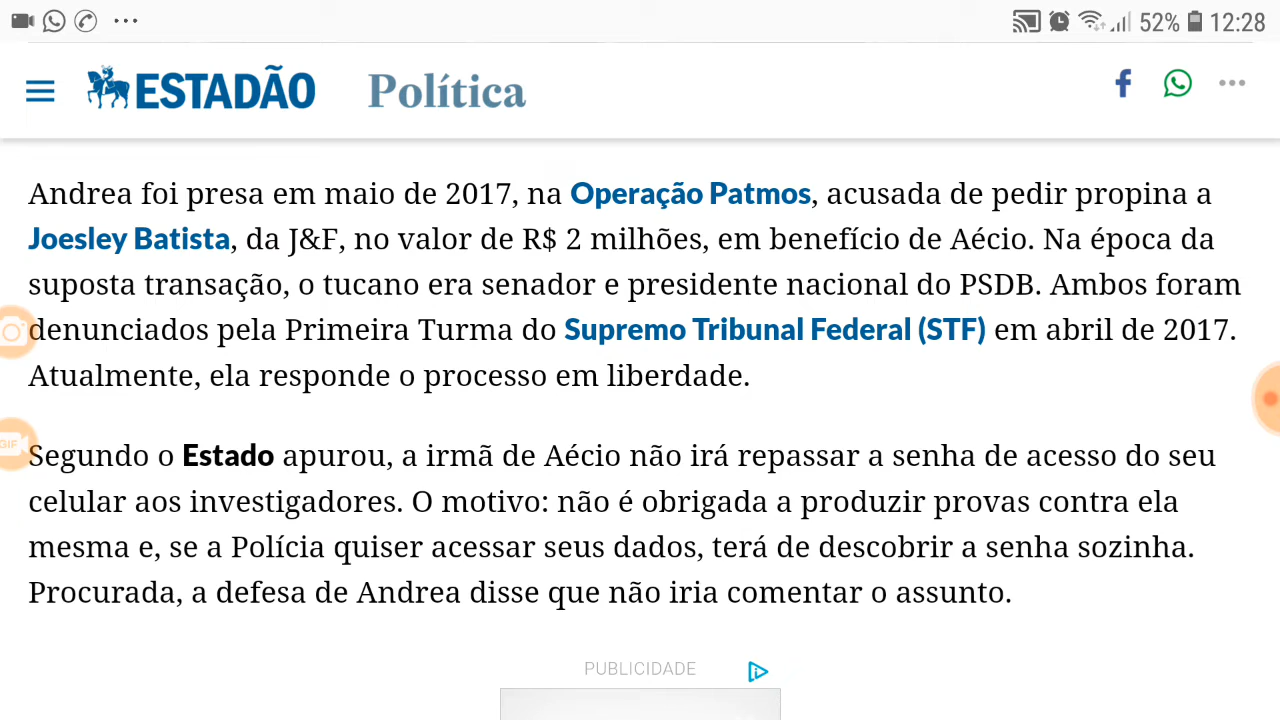 52% 12:28
ESTADÃO Política
Andrea foi presa em maio de 2017, na Operação Patmos, acusada de pedir propina a
Joesley Batista, da J&F, no valor de R$ 2 milhões, em benefício de Aécio. Na época da
suposta transação, o tucano era senador e presidente nacional do PSDB. Ambos foram
denunciados pela Primeira Turma do Supremo Tribunal Federal (STF) em abril de 2017.
Atualmente, ela responde o processo em liberdade.
Segundo o Estado apurou, a irmã de Aécio não irá repassar a senha de acesso do seu
GIF
celular aos investigadores. O motivo: não é obrigada a produzir provas contra ela
mesma e, se a Polícia quiser acessar seus dados, terá de descobrir a senha sozinha.
Procurada, a defesa de Andrea disse que não iria comentar o assunto.
PUBLICIDADE